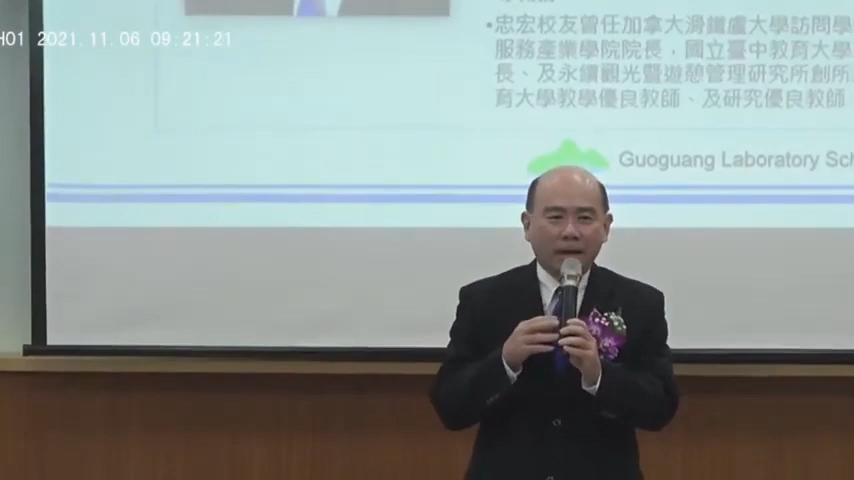 H01 2021.11.06 09:21:21
•忠宏校友曾任加拿大滑鐵盧大學訪問學
服務產業學院院長，國立臺中教育大學
長、及永續觀光暨遊憩管理研究所創所
育大學教學優良教師、及研究優良教師
Guoguang Laboratory Sch